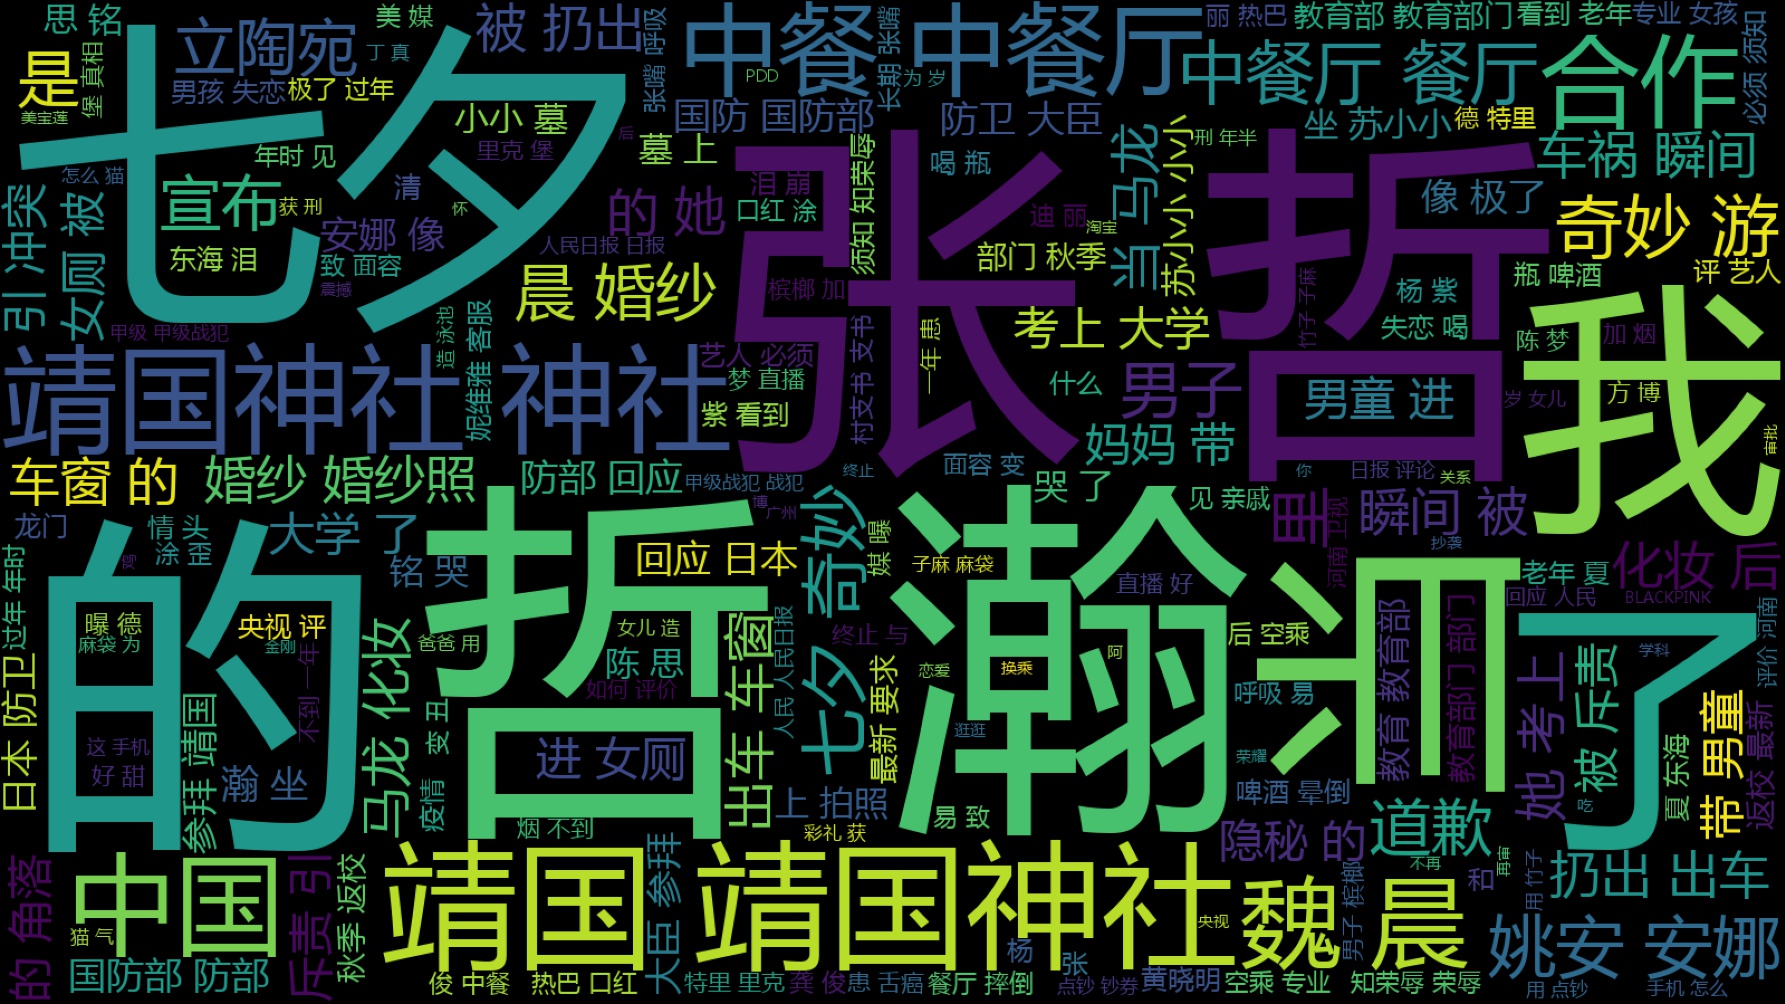 思 铭
美 媒
被 扔出
张嘴 呼吸
中餐 中餐厅
长期 张嘴
丽 热巴
教育部 教育部门
看到 老年
专业 女孩
必须 须知
是
堡 真相
美宝莲
七夕
立陶宛
丁 真
男孩 失恋
极了 过年
PDD
为 岁
中餐厅 餐厅
合作
小小 墓
里克 堡
后
国防 国防部
防卫 大臣
坐 苏小小
德 特里
刑 年半
车祸 瞬间
年时 见
墓 上
怎么 猫
宣布
获 刑
清
怀
的 她
泪 崩
口红 涂
须知 知荣辱
喝 瓶
迪 丽
淘宝
当 马龙
苏小小 小小
像 极了
奇妙 游
引 冲突
女厕 被
安娜 像
人民日报 日报
张
部门 秋季
哲
东海 泪
致 面容
震撼
晨 婚纱
槟榔 加
竹子 子麻
杨 紫
瓶 啤酒
评 艺人
甲级 甲级战犯
造 泳池
妮维雅 客服
考上 大学
失恋 喝
陈 梦
加 烟
我
靖国神社 神社
艺人 必须
梦 直播
紫 看到
村支书 支书
一年 患
什么
男子
男童 进
岁 女儿
方 博
车窗 的
婚纱 婚纱照
防部 回应
甲级战犯 战犯
终止
面容 变
妈妈 带
你
日报 评论
关系
审批
哭 了
见 亲戚
龙门
情 头
涂 歪
大学 了
博
广州
奇妙
里
瞬间 被
河南 卫视
抄袭
铭 哭
回应 日本
媒 曝
子麻 麻袋
直播 好
老年 夏
化妆 后
回应 人民
BLACKPINK
过年 年时
的
鸡
哲
瀚
洲
了
曝 德
麻袋 为
央视 评
金刚
不到 一年
马龙 化妆
爸爸 用
女儿 造
陈 思
如何 评价
出车 车窗
人民 人民日报
七夕
终止 与
最新 要求
恋爱
换乘
阿
后 空乘
呼吸 易
教育 教育部
教育部门 部门
她 考上
被 斥责
学科
评价 河南
日本 防卫
参拜 靖国
这 手机
好 甜
变 丑
进 女厕
逛逛
荣耀
夏 东海
带 男童
返校 最新
瀚 坐
疫情
上 拍照
易 致
啤酒 晕倒
吃
烟 不到
彩礼 获
隐秘 的
道歉
不再
再审
扔出 出车
的 角落
中国
斥责 引
秋季 返校
靖国 靖国神社
大臣 参拜
央视
魏 晨
男子 槟榔
和
用 竹子
姚安 安娜
猫 气
国防部 防部
俊 中餐
热巴 口红
特里 里克
龚 俊
患 舌癌
餐厅 摔倒
杨
张
点钞 钞券
黄晓明
空乘 专业
知荣辱 荣辱
用 点钞
手机 怎么